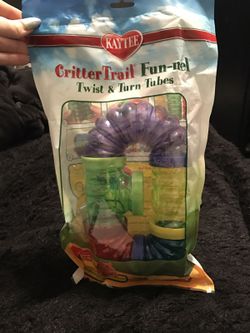 KAYTEE
CritterTrail Fun-nel
Twist & Turn Tubes